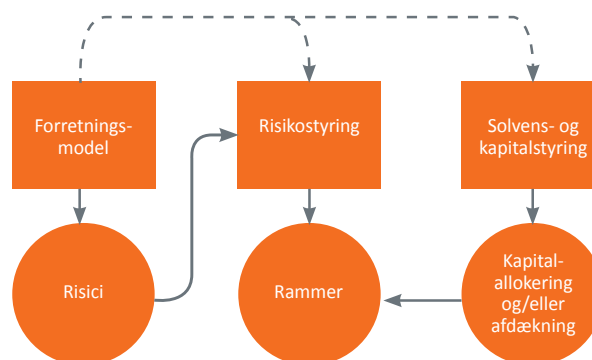 Forretnings-
model
Risikostyring
Solvens- og
kapitalstyring
Risici
Rammer
Kapital-
allokering
og/eller
afdækning